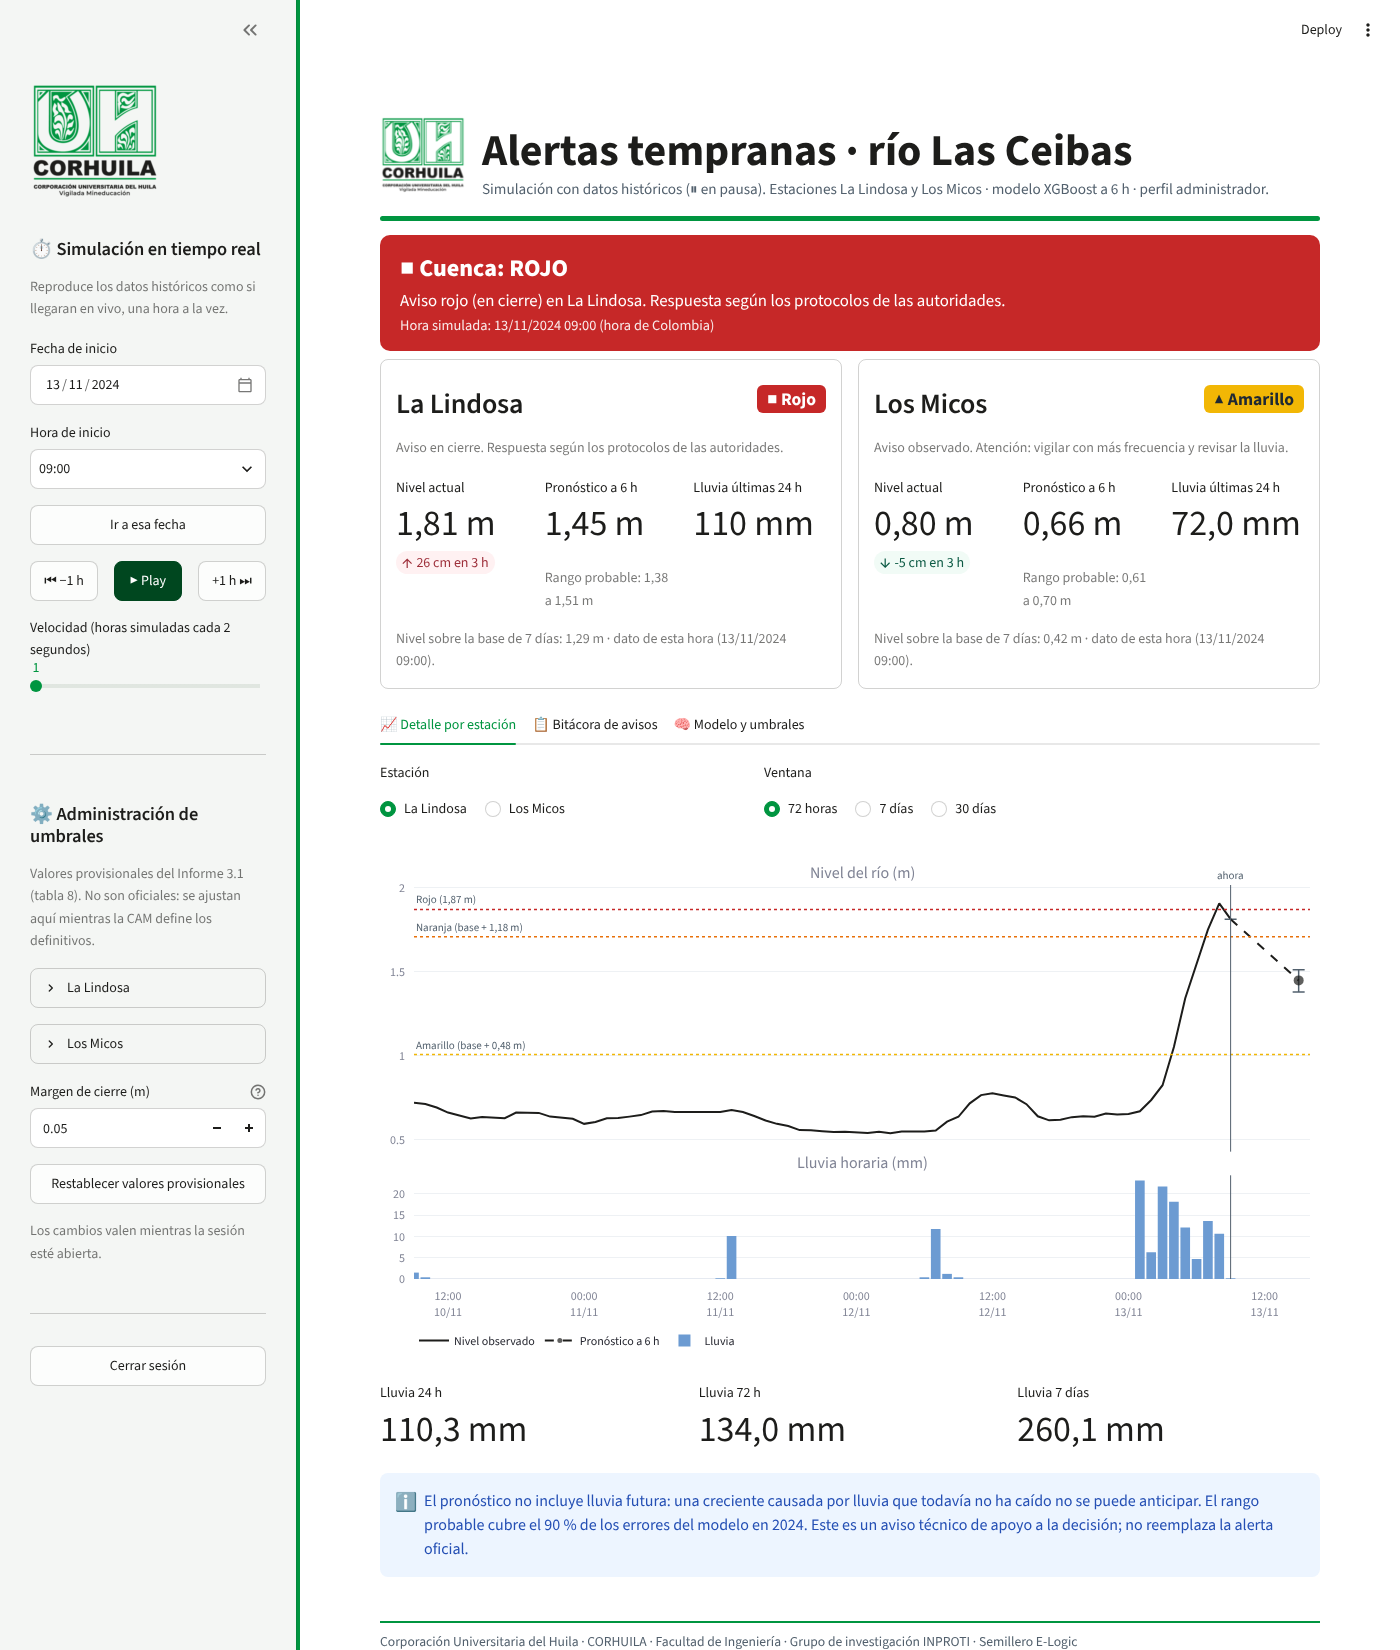 Deploy
CORHUILA
CORPORACIÓN UNIVERSITARIA DEL HUILA
Vigilada Mineducación
⏱️ Simulación en tiempo real
Reproduce los datos históricos como si
llegaran en vivo, una hora a la vez.
Fecha de inicio
13 / 11 / 2024
Hora de inicio
09:00
Ir a esa fecha
⏮ −1 h
▶ Play
+1 h ⏭
Velocidad (horas simuladas cada 2
segundos)
1
⚙️ Administración de
umbrales
Valores provisionales del Informe 3.1
(tabla 8). No son oficiales: se ajustan
aquí mientras la CAM define los
definitivos.
La Lindosa
Los Micos
Margen de cierre (m)
0.05
Restablecer valores provisionales
Los cambios valen mientras la sesión
esté abierta.
Cerrar sesión
CORHUILA
CORPORACIÓN UNIVERSITARIA DEL HUILA
Vigilada Mineducación
Alertas tempranas · río Las Ceibas
Simulación con datos históricos (⏸ en pausa). Estaciones La Lindosa y Los Micos · modelo XGBoost a 6 h · perfil administrador.
■ Cuenca: ROJO
Aviso rojo (en cierre) en La Lindosa. Respuesta según los protocolos de las autoridades.
Hora simulada: 13/11/2024 09:00 (hora de Colombia)
La Lindosa
■ Rojo
Aviso en cierre. Respuesta según los protocolos de las autoridades.
Nivel actual
Pronóstico a 6 h
Lluvia últimas 24 h
1,81 m
1,45 m
110 mm
↑ 26 cm en 3 h
Rango probable: 1,38
a 1,51 m
Nivel sobre la base de 7 días: 1,29 m · dato de esta hora (13/11/2024
09:00).
Los Micos
▲ Amarillo
Aviso observado. Atención: vigilar con más frecuencia y revisar la lluvia.
Nivel actual
Pronóstico a 6 h
Lluvia últimas 24 h
0,80 m
0,66 m
72,0 mm
↓ -5 cm en 3 h
Rango probable: 0,61
a 0,70 m
Nivel sobre la base de 7 días: 0,42 m · dato de esta hora (13/11/2024
09:00).
📈 Detalle por estación
📋 Bitácora de avisos
🧠 Modelo y umbrales
Estación
Ventana
La Lindosa
Los Micos
72 horas
7 días
30 días
Nivel del río (m)
ahora
2
Rojo (1,87 m)
Naranja (base + 1,18 m)
1.5
Amarillo (base + 0,48 m)
1
0.5
Lluvia horaria (mm)
20
15
10
5
0
12:00
10/11
00:00
11/11
12:00
11/11
00:00
12/11
12:00
12/11
00:00
13/11
12:00
13/11
Nivel observado
Pronóstico a 6 h
Lluvia
Lluvia 24 h
Lluvia 72 h
Lluvia 7 días
110,3 mm
134,0 mm
260,1 mm
ℹ️ El pronóstico no incluye lluvia futura: una creciente causada por lluvia que todavía no ha caído no se puede anticipar. El rango
probable cubre el 90 % de los errores del modelo en 2024. Este es un aviso técnico de apoyo a la decisión; no reemplaza la alerta
oficial.
Corporación Universitaria del Huila · CORHUILA · Facultad de Ingeniería · Grupo de investigación INPROTI · Semillero E-Logic